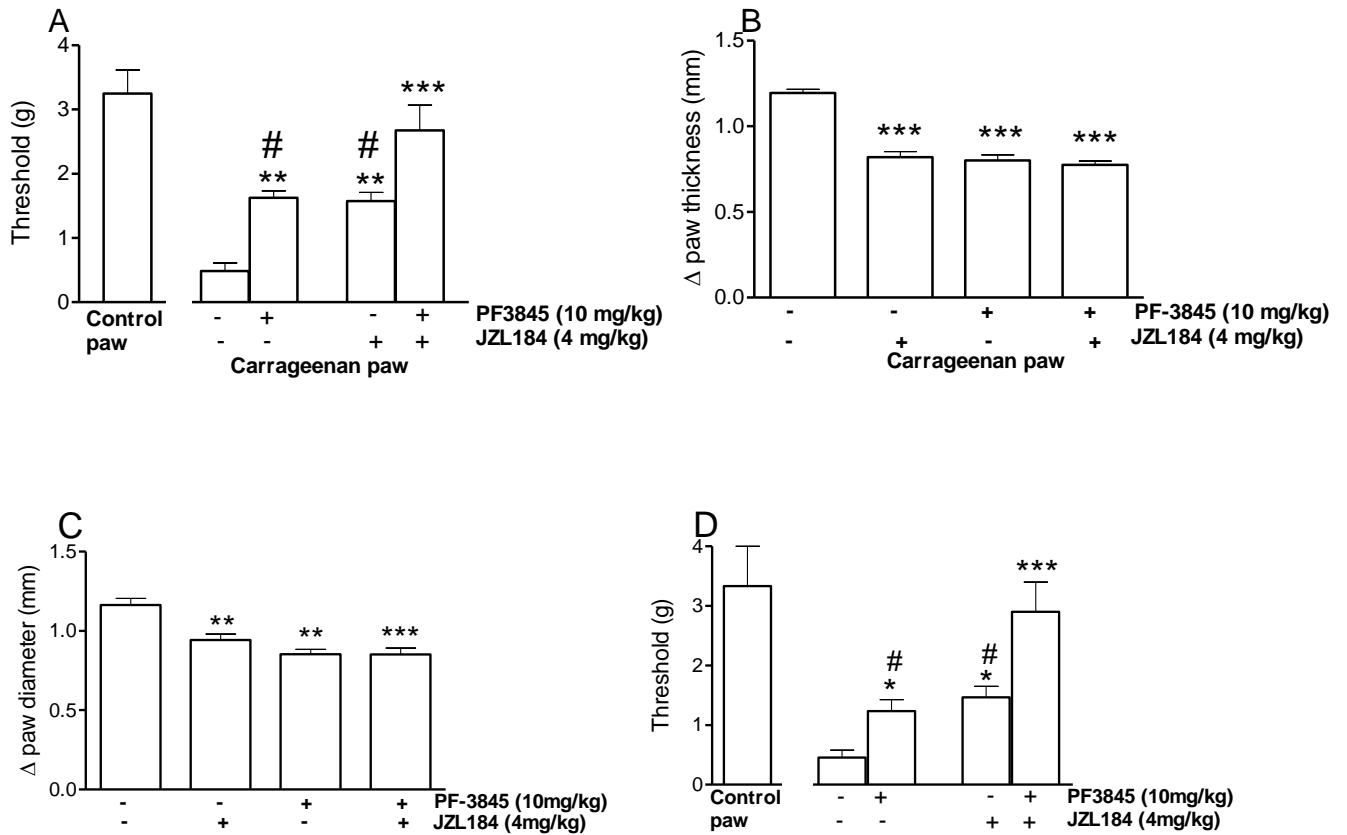 A
Threshold (g)
4
3
2
1
0
#
**
#
**
***
Control
paw
- + - + PF3845 (10 mg/kg)
- - + + JZL184 (4 mg/kg)
Carrageenan paw
B
Δ paw thickness (mm)
1.5
1.0
0.5
0.0
*** *** ***
- - + + PF-3845 (10 mg/kg)
- + - + JZL184 (4 mg/kg)
Carrageenan paw
C
Δ paw diameter (mm)
1.5
1.0
0.5
0.0
** ** ***
- - + + PF-3845 (10mg/kg)
- + - + JZL184 (4mg/kg)
D
Threshold (g)
4
3
2
1
0
#
*
#
*
***
Control
paw
- + - + PF3845 (10mg/kg)
- - + + JZL184 (4mg/kg)